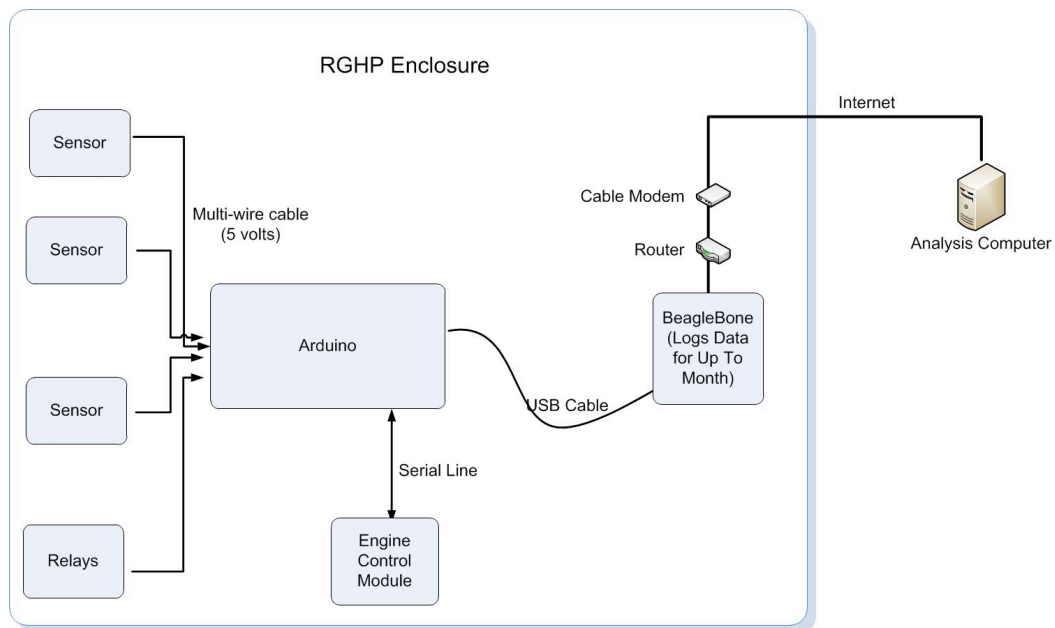 RGHP Enclosure
Internet
Sensor
Cable Modem
Multi-wire cable
(5 volts)
Router
Analysis Computer
Sensor
Arduino
BeagleBone
(Logs Data
for Up To
Month)
Sensor
USB Cable
Serial Line
Relays
Engine
Control
Module